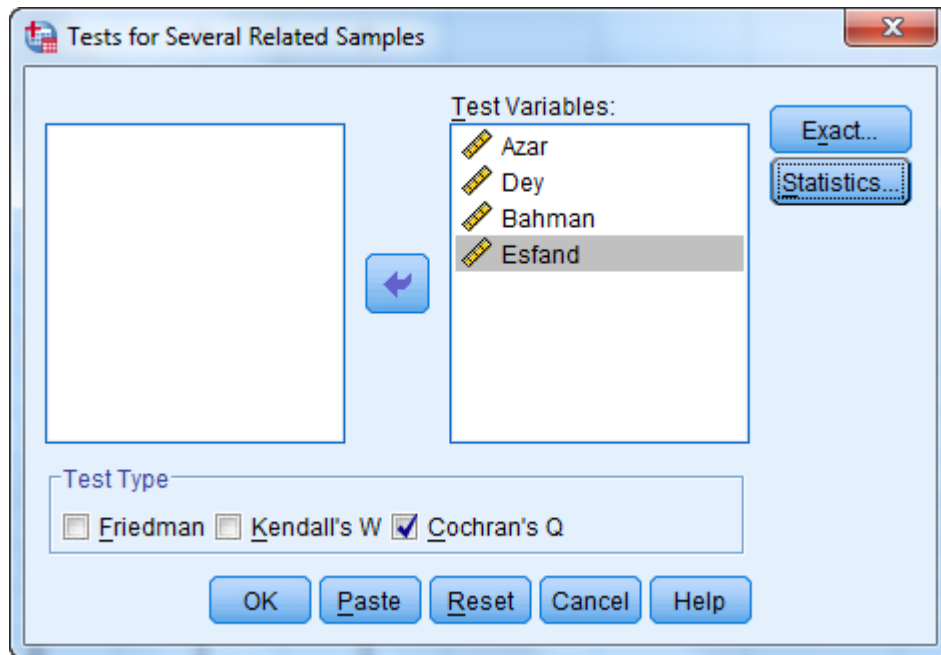 Tests for Several Related Samples
Test Variables:
Azar
Dey
Bahman
Esfand
Exact...
Statistics...
Test Type
Friedman Kendall's W Cochran's Q
OK Paste Reset Cancel Help